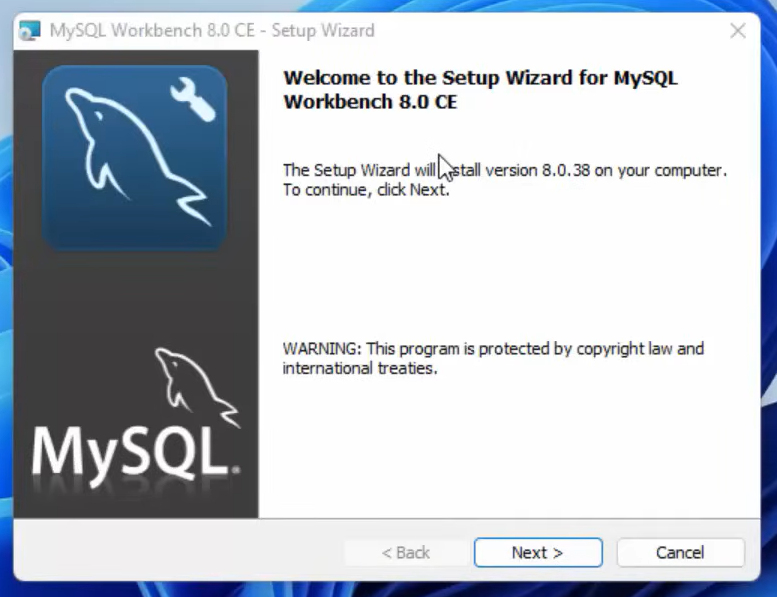 MySQL Workbench 8.0 CE - Setup Wizard
Welcome to the Setup Wizard for MySQL
Workbench 8.0 CE
The Setup Wizard will install version 8.0.38 on your computer.
To continue, click Next.
WARNING: This program is protected by copyright law and
international treaties.
MySQL®
< Back
Next >
Cancel